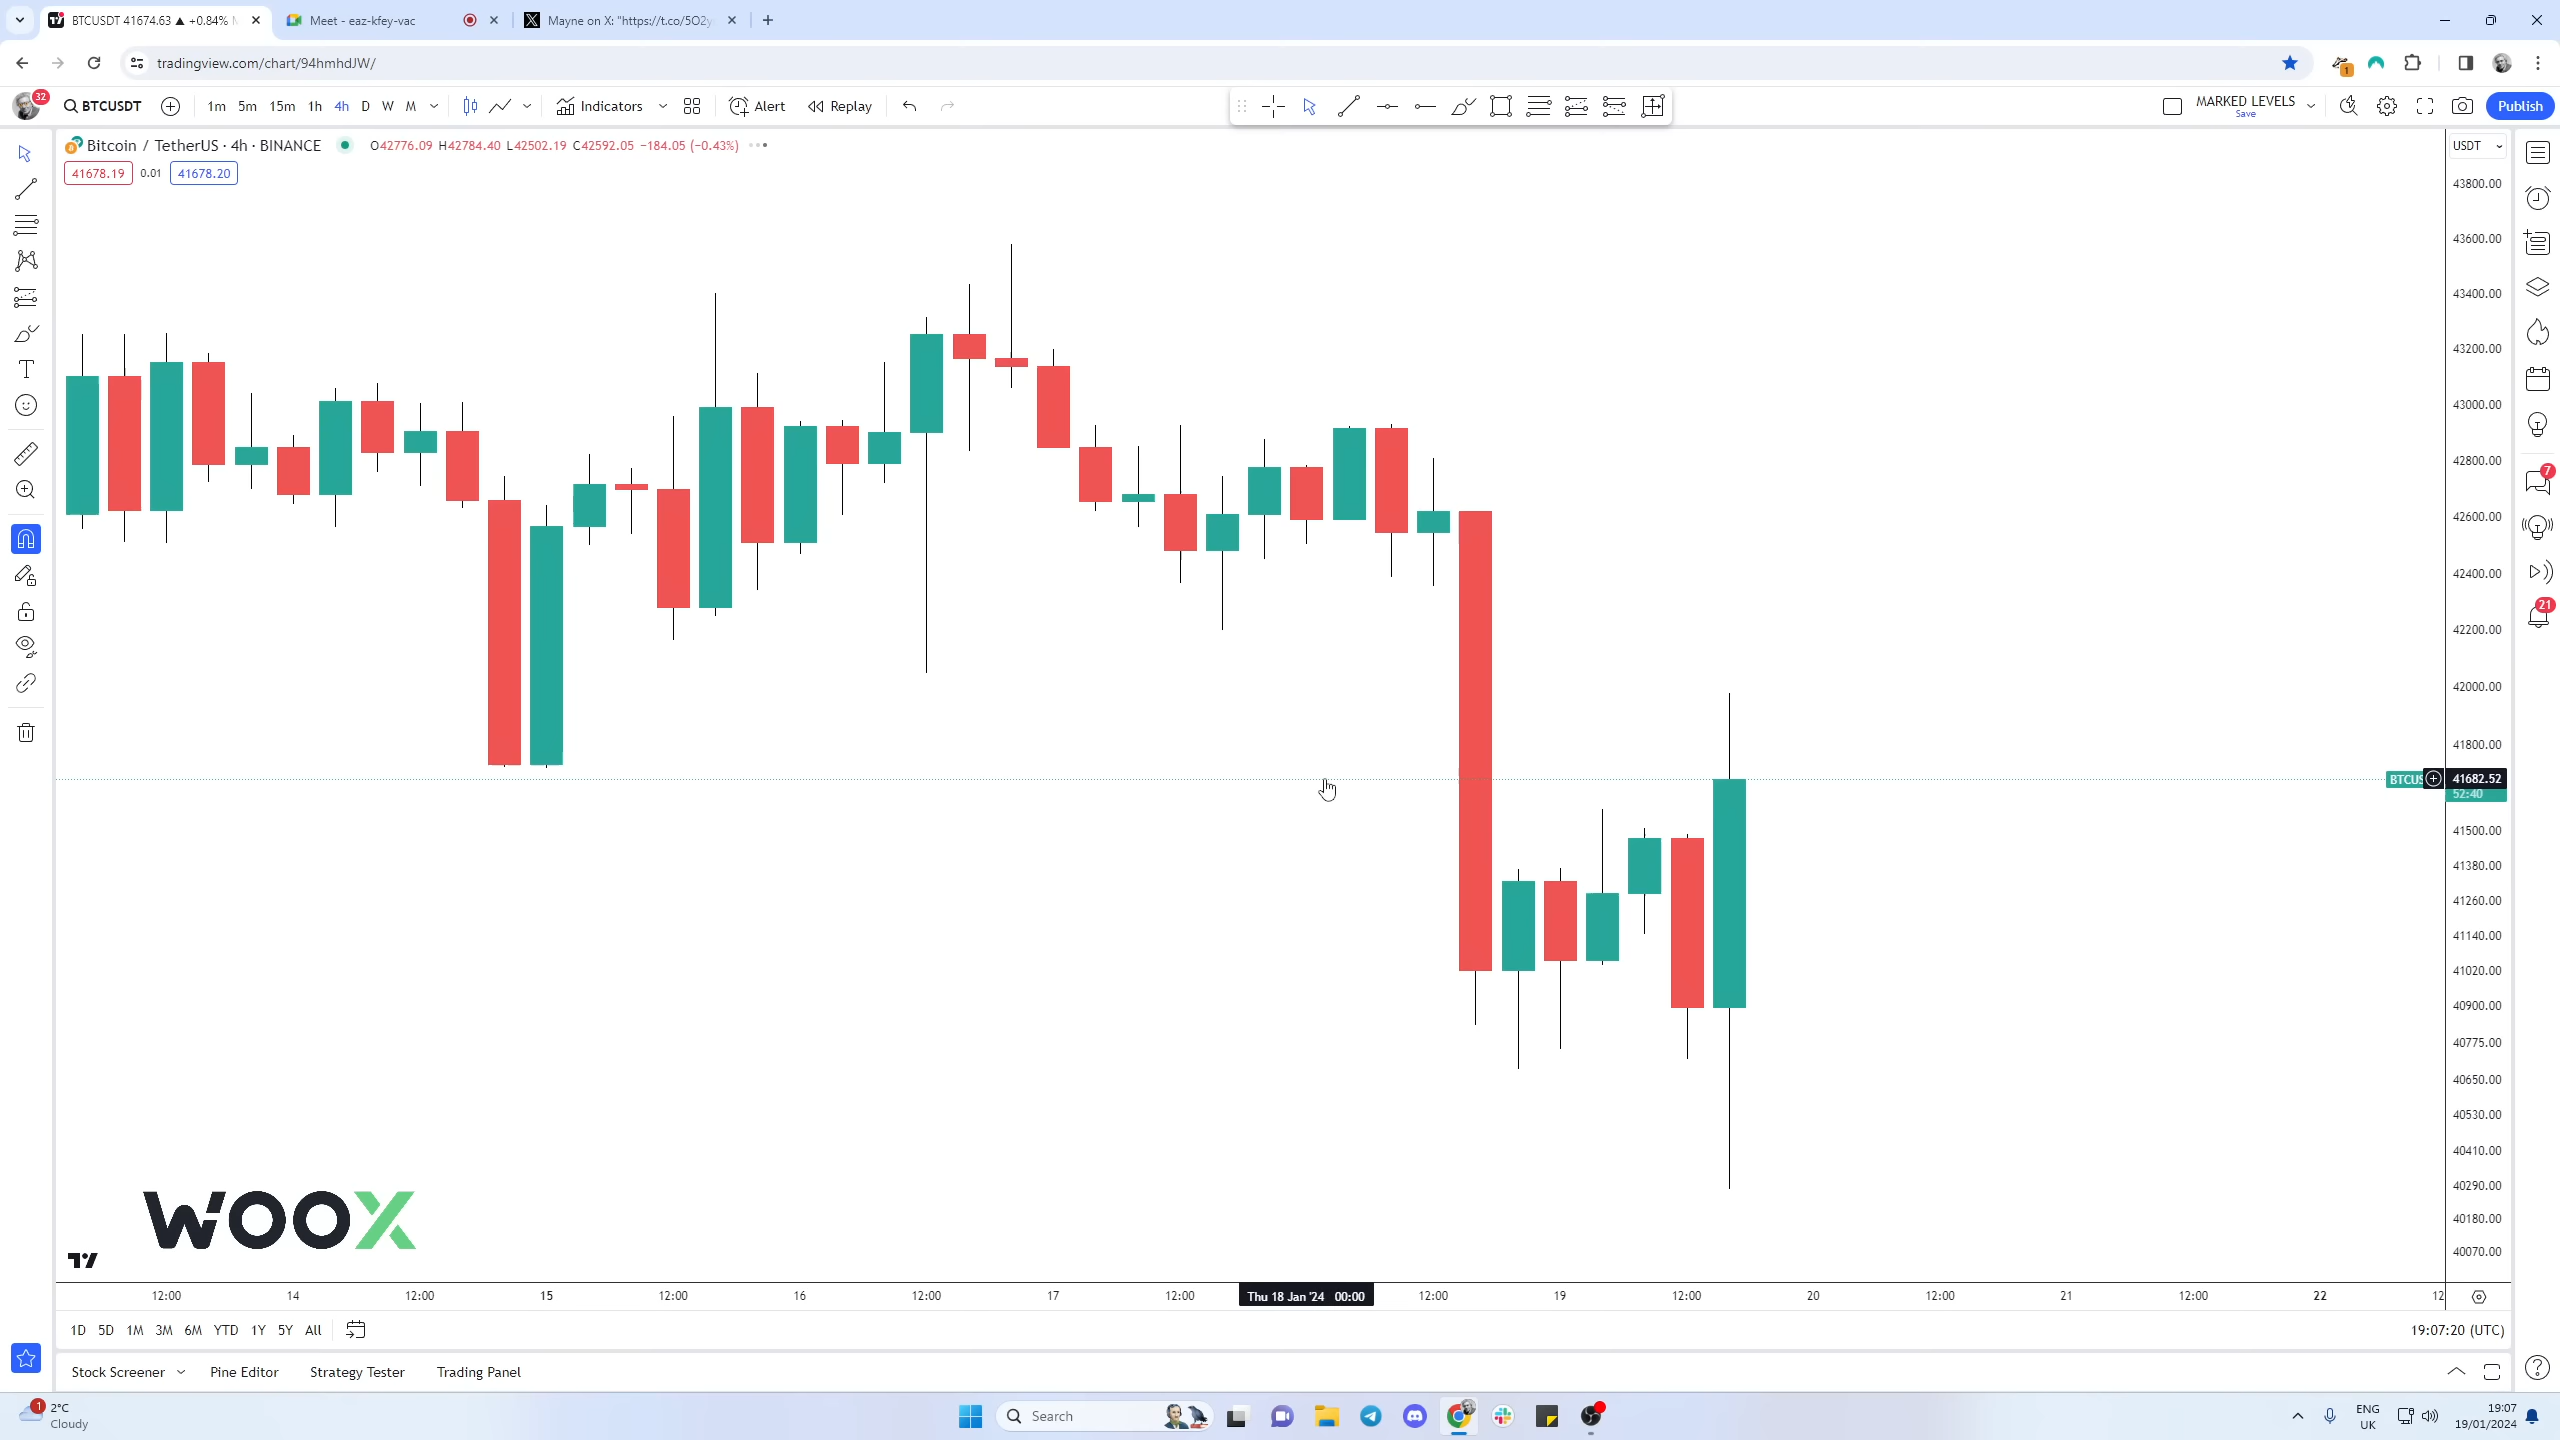 BTCUSDT 41674.63 ▲ +0.84%
Meet - eaz-kfey-vac
Mayne on X: "https://t.co/5O2y
tradingview.com/chart/94hmhdJW/
1
32
BTCUSDT
1m 5m 15m 1h 4h D W M
Indicators
Alert
Replay
MARKED LEVELS
Save
Publish
Bitcoin / TetherUS · 4h · BINANCE
O42776.09 H42784.40 L42502.19 C42592.05 −184.05 (−0.43%)
41678.19 0.01 41678.20
USDT
43800.00
43600.00
43400.00
43200.00
43000.00
42800.00
42600.00
42400.00
42200.00
42000.00
41800.00
BTCUS 41682.52
52:40
41500.00
41380.00
41260.00
41140.00
41020.00
40900.00
40775.00
40650.00
40530.00
40410.00
40290.00
40180.00
40070.00
7
21
WOOX
12:00 14 12:00 15 12:00 16 12:00 17 12:00 Thu 18 Jan '24 00:00 12:00 19 12:00 20 12:00 21 12:00 22 12
1D 5D 1M 3M 6M YTD 1Y 5Y All
19:07:20 (UTC)
Stock Screener Pine Editor Strategy Tester Trading Panel
1
2°C
Cloudy
Search
ENG
UK
19:07
19/01/2024